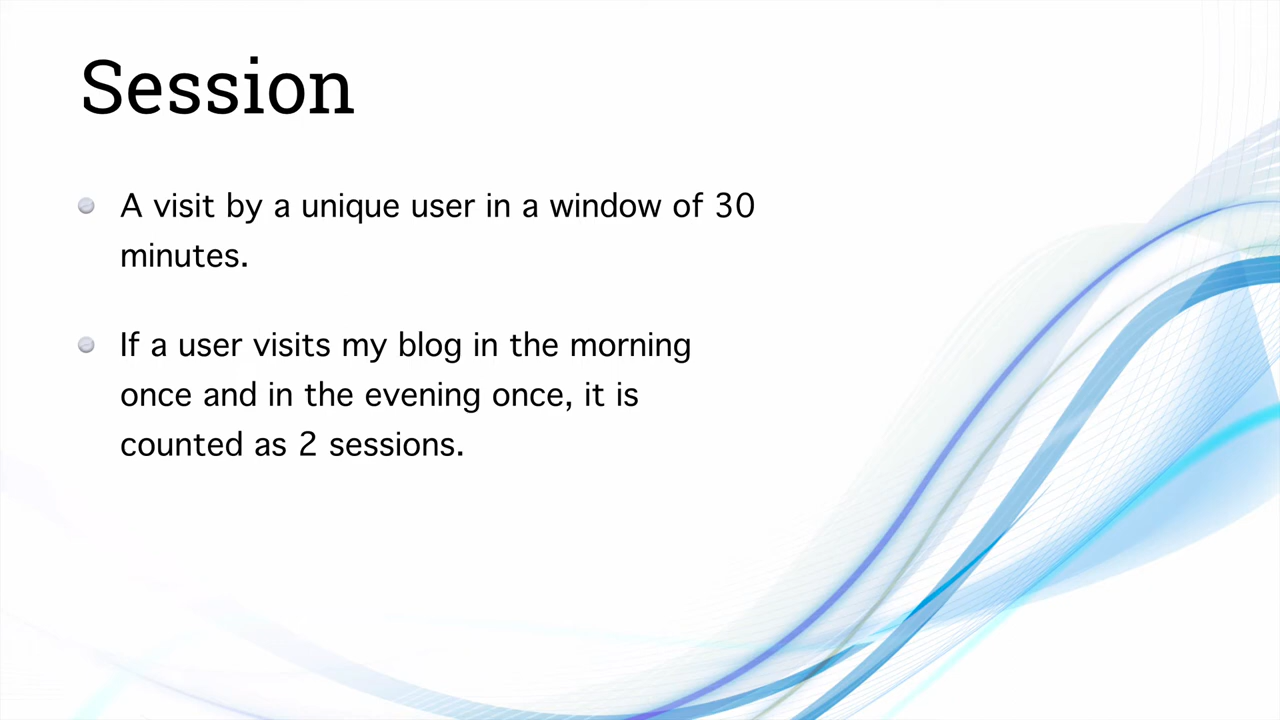 Session
A visit by a unique user in a window of 30
minutes.
If a user visits my blog in the morning
once and in the evening once, it is
counted as 2 sessions.